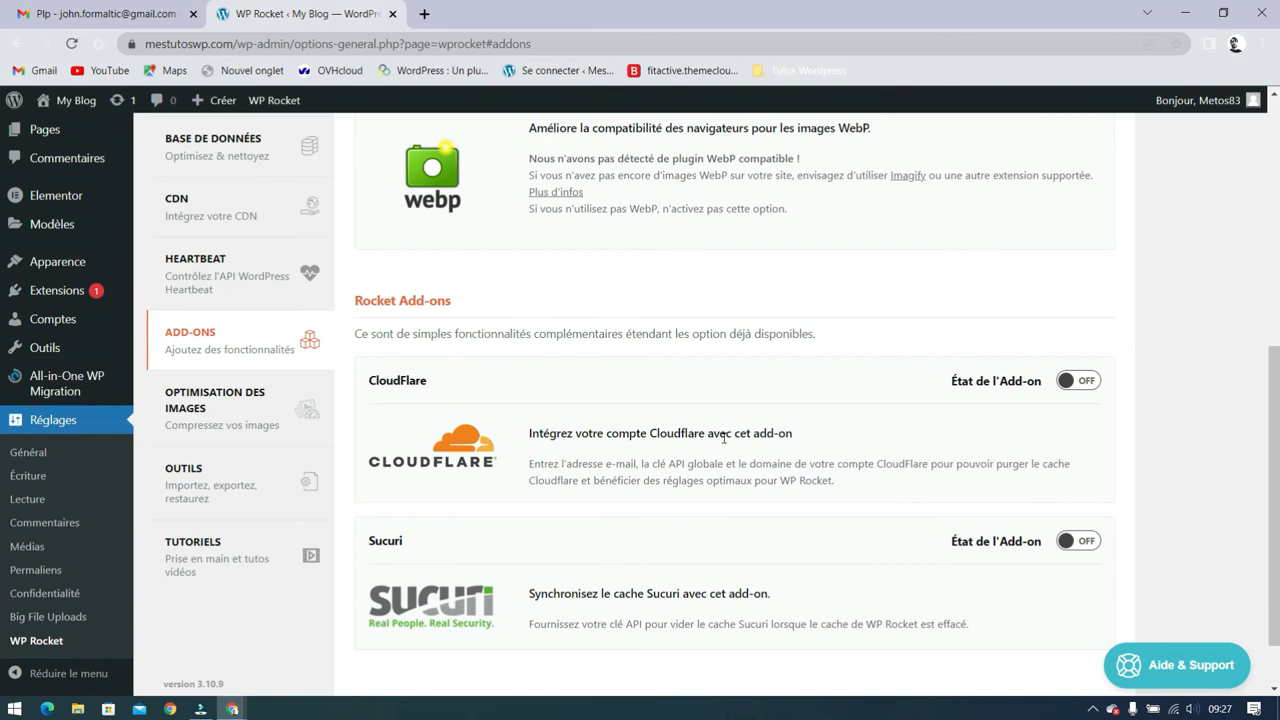 Plp - john.formatic@gmail.com
WP Rocket ‹ My Blog — WordPre
mestutoswp.com/wp-admin/options-general.php?page=wprocket#addons
Gmail
YouTube
Maps
Nouvel onglet
OVHcloud
WordPress : Un plu...
Se connecter ‹ Mes...
fitactive.themeclou...
Tutos Wordpress
My Blog
1
0
Créer
WP Rocket
Bonjour, Metos83
Pages
Commentaires
Elementor
Modèles
Apparence
Extensions 1
Comptes
Outils
All-in-One WP
Migration
Réglages
Général
Écriture
Lecture
Commentaires
Médias
Permaliens
Confidentialité
Big File Uploads
WP Rocket
Réduire le menu
BASE DE DONNÉES
Optimisez & nettoyez
CDN
Intégrez votre CDN
HEARTBEAT
Contrôlez l'API WordPress
Heartbeat
ADD-ONS
Ajoutez des fonctionnalités
OPTIMISATION DES
IMAGES
Compressez vos images
OUTILS
Importez, exportez,
restaurez
TUTORIELS
Prise en main et tutos
vidéos
version 3.10.9
webp
Améliore la compatibilité des navigateurs pour les images WebP.
Nous n'avons pas détecté de plugin WebP compatible !
Si vous n'avez pas encore d'images WebP sur votre site, envisagez d'utiliser Imagify ou une autre extension supportée.
Plus d'infos
Si vous n'utilisez pas WebP, n'activez pas cette option.
Rocket Add-ons
Ce sont de simples fonctionnalités complémentaires étendant les option déjà disponibles.
CloudFlare
État de l'Add-on
OFF
CLOUDFLARE
Intégrez votre compte Cloudflare avec cet add-on
Entrez l'adresse e-mail, la clé API globale et le domaine de votre compte CloudFlare pour pouvoir purger le cache
Cloudflare et bénéficier des réglages optimaux pour WP Rocket.
Sucuri
État de l'Add-on
OFF
SUCURi
Real People. Real Security.
Synchronisez le cache Sucuri avec cet add-on.
Fournissez votre clé API pour vider le cache Sucuri lorsque le cache de WP Rocket est effacé.
Aide & Support
09:27